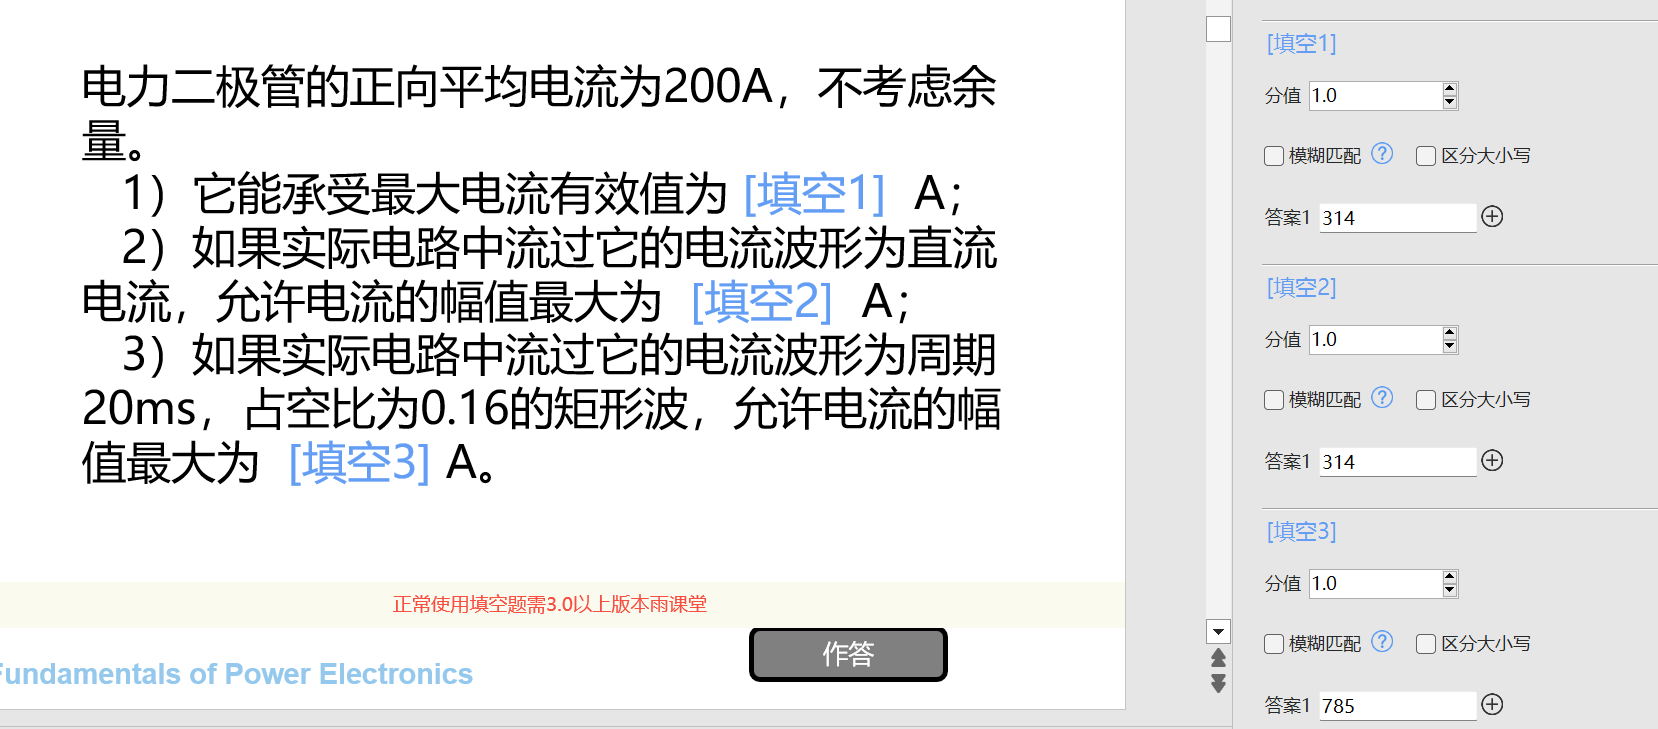 电力二极管的正向平均电流为200A，不考虑余
量。
1）它能承受最大电流有效值为 [填空1] A；
2）如果实际电路中流过它的电流波形为直流
电流，允许电流的幅值最大为 [填空2] A；
3）如果实际电路中流过它的电流波形为周期
20ms，占空比为0.16的矩形波，允许电流的幅
值最大为 [填空3] A。
正常使用填空题需3.0以上版本雨课堂
作答
Fundamentals of Power Electronics
[填空1]
分值 1.0
模糊匹配 ? 区分大小写
答案1 314
[填空2]
分值 1.0
模糊匹配 ? 区分大小写
答案1 314
[填空3]
分值 1.0
模糊匹配 ? 区分大小写
答案1 785